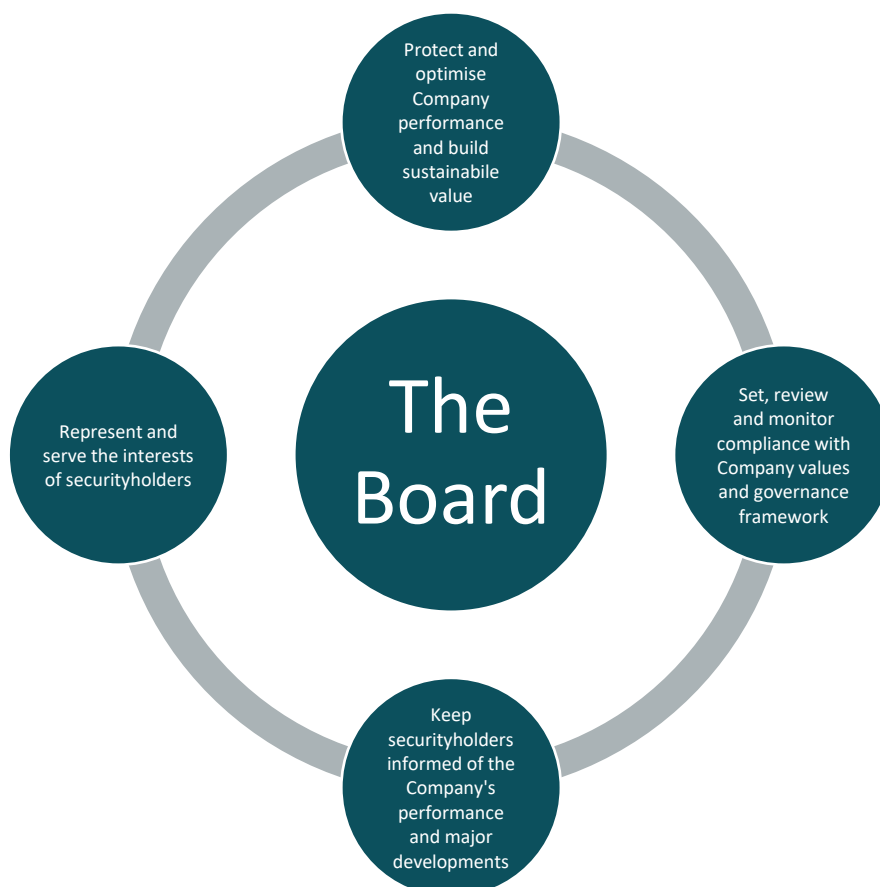 Protect and
optimise
Company
performance
and build
sustainabile
value
The
Board
Set, review
and monitor
compliance with
Company values
and governance
framework
Keep
securityholders
informed of the
Company's
performance
and major
developments
Represent and
serve the interests
of securityholders